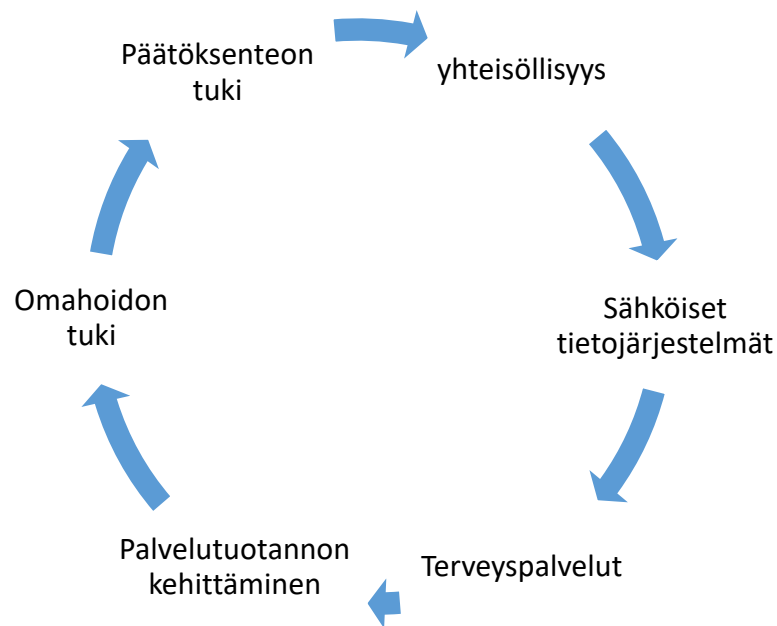 Päätöksenteon
tuki
yhteisöllisyys
Sähköiset
tietojärjestelmät
Terveyspalvelut
Palvelutuotannon
kehittäminen
Omahoidon
tuki